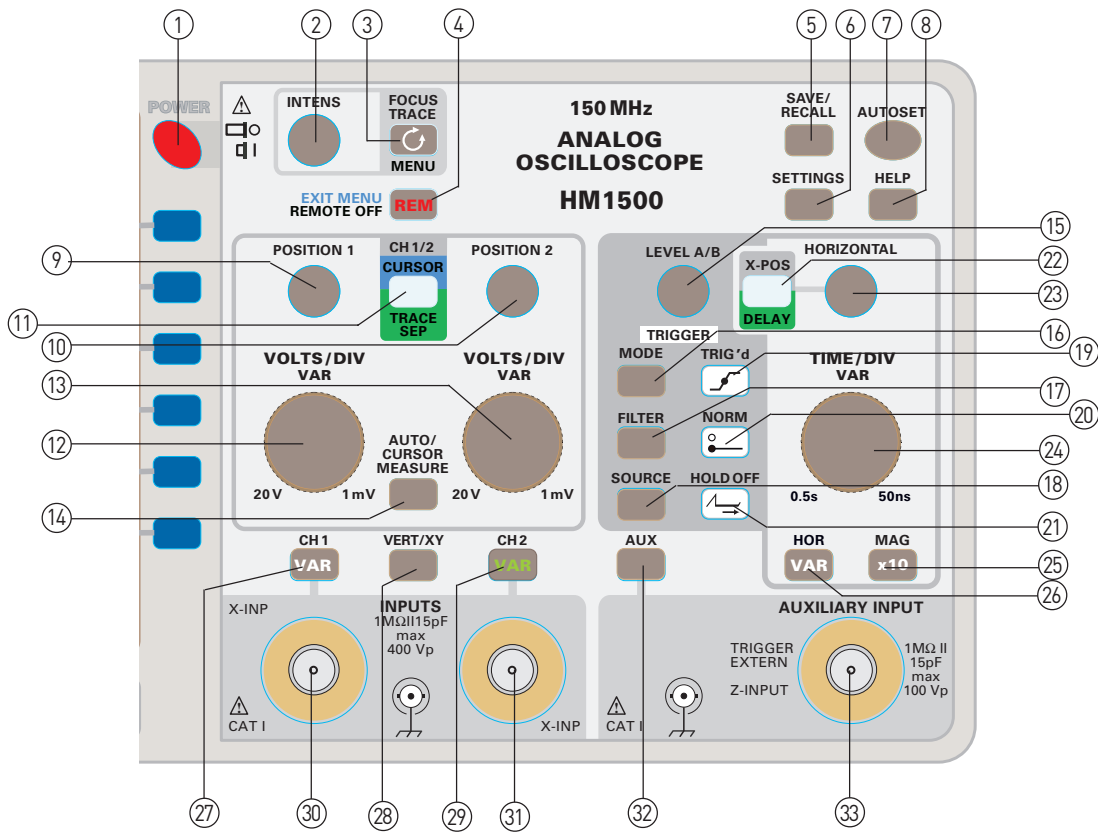 1 2 3 4 5 6 7 8
POWER
INTENS
FOCUS
TRACE
MENU
EXIT MENU
REMOTE OFF
REM
150 MHz
ANALOG
OSCILLOSCOPE
HM1500
SAVE/
RECALL
AUTOSET
SETTINGS
HELP
9
POSITION 1
CH 1/2
CURSOR
TRACE
SEP
POSITION 2
11
10
LEVEL A/B
X-POS
DELAY
HORIZONTAL
15
22
23
TRIGGER
MODE
TRIG'd
16
19
FILTER
NORM
17
20
SOURCE
HOLD OFF
18
21
VOLTS / DIV
VAR
VOLTS / DIV
VAR
13
12
14
AUTO/
CURSOR
MEASURE
20 V 1 mV
20 V 1 mV
TIME / DIV
VAR
24
0.5s 50ns
CH 1
VAR
VERT/XY
CH 2
VAR
AUX
HOR
VAR
MAG
x10
25
26
X-INP
INPUTS
1MΩII15pF
max
400 Vp
CAT I
X-INP
CAT I
AUXILIARY INPUT
TRIGGER
EXTERN
Z-INPUT
1MΩ II
15pF
max
100 Vp
27 30 28 29 31 32 33